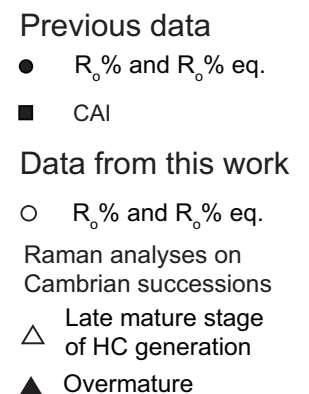 Previous data
Ro% and Ro% eq.
CAI
Data from this work
Ro% and Ro% eq.
Raman analyses on
Cambrian successions
Late mature stage
of HC generation
Overmature